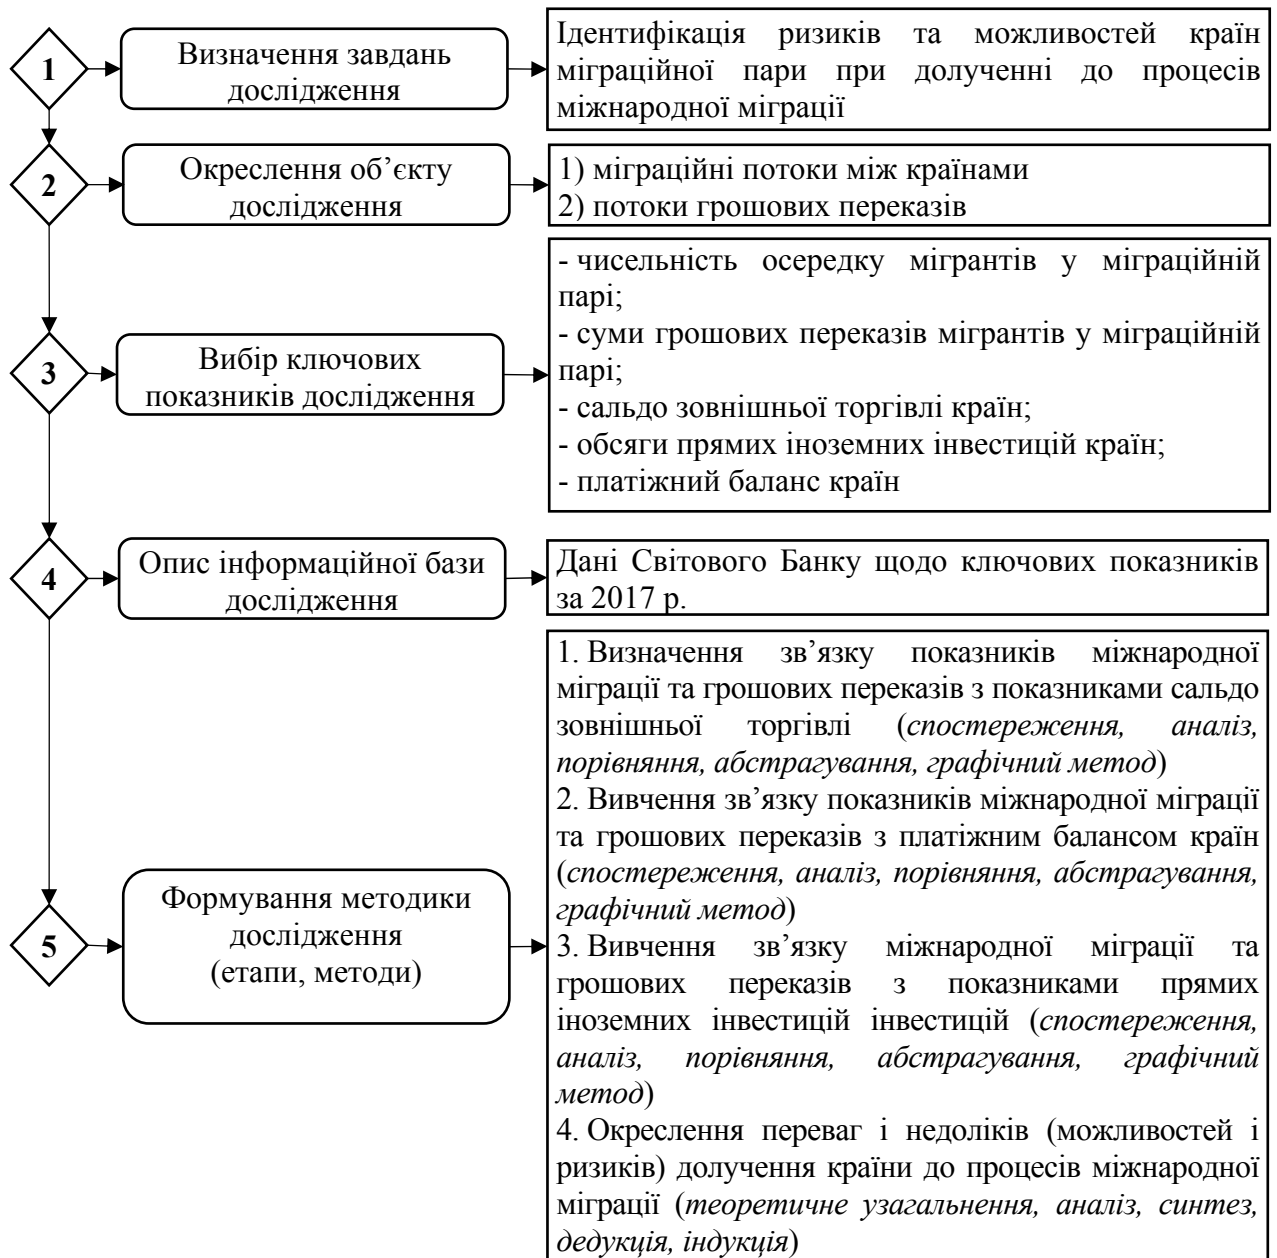 1
Визначення завдань
дослідження
Ідентифікація ризиків та можливостей країн
міграційної пари при долученні до процесів
міжнародної міграції
2
Окреслення об’єкту
дослідження
1) міграційні потоки між країнами
2) потоки грошових переказів
3
Вибір ключових
показників дослідження
- чисельність осередку мігрантів у міграційній
парі;
- суми грошових переказів мігрантів у міграційній
парі;
- сальдо зовнішньої торгівлі країн;
- обсяги прямих іноземних інвестицій країн;
- платіжний баланс країн
4
Опис інформаційної бази
дослідження
Дані Світового Банку щодо ключових показників
за 2017 р.
5
Формування методики
дослідження
(етапи, методи)
1. Визначення зв’язку показників міжнародної
міграції та грошових переказів з показниками сальдо
зовнішньої торгівлі (спостереження, аналіз,
порівняння, абстрагування, графічний метод)
2. Вивчення зв’язку показників міжнародної міграції
та грошових переказів з платіжним балансом країн
(спостереження, аналіз, порівняння, абстрагування,
графічний метод)
3. Вивчення зв’язку міжнародної міграції та
грошових переказів з показниками прямих
іноземних інвестицій інвестицій (спостереження,
аналіз, порівняння, абстрагування, графічний
метод)
4. Окреслення переваг і недоліків (можливостей і
ризиків) долучення країни до процесів міжнародної
міграції (теоретичне узагальнення, аналіз, синтез,
дедукція, індукція)